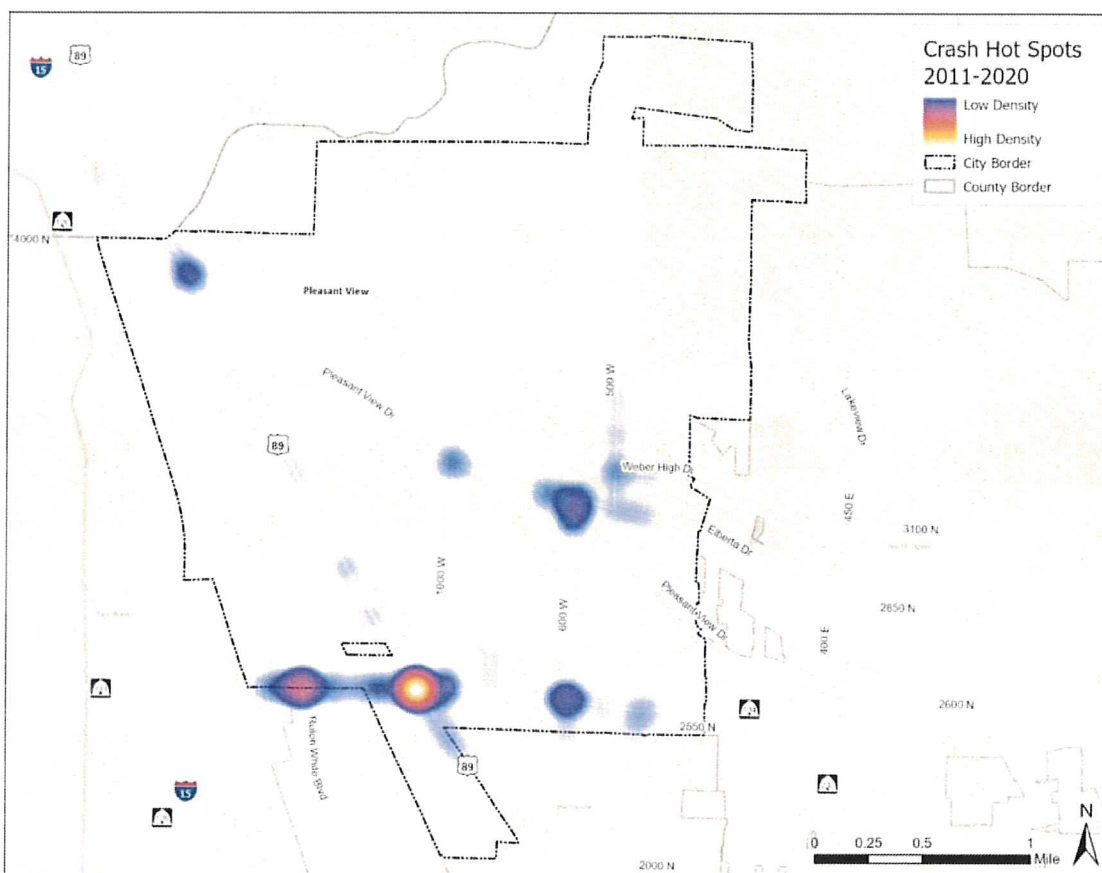 89
15
Crash Hot Spots
2011-2020
Low Density
High Density
City Border
County Border
4000 N
Pleasant View
Pleasant View Dr
500 W
Lakeview Dr
89
Weber High Dr
450 E
3100 N
Elberta Dr
1000 W
600 W
Pleasant View Dr
2850 N
400 E
2600 N
2550 N
Rulon White Blvd
89
15
N
0 0.25 0.5 1
Mile
2000 N